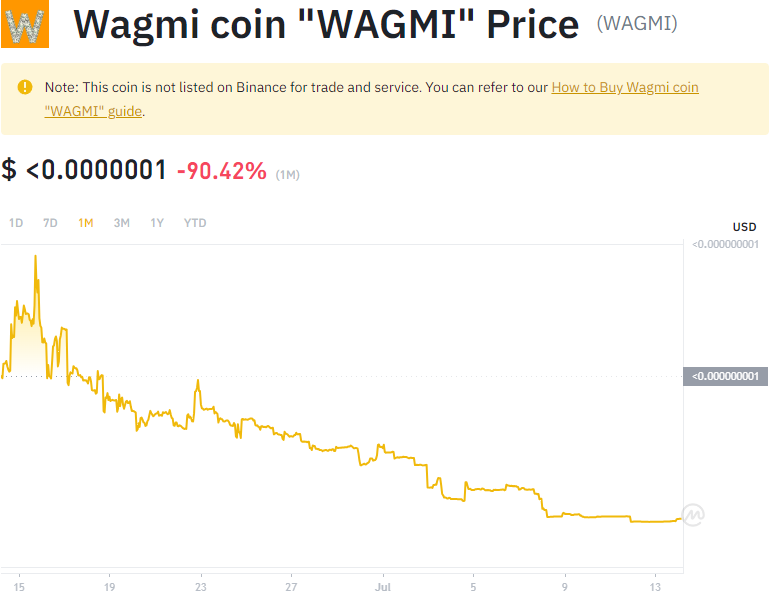 W
Wagmi coin "WAGMI" Price (WAGMI)
Note: This coin is not listed on Binance for trade and service. You can refer to our How to Buy Wagmi coin
"WAGMI" guide.
$ <0.0000001 -90.42% (1M)
1D 7D 1M 3M 1Y YTD
USD
<0.000000001
<0.000000001
15 19 23 27 Jul 5 9 13